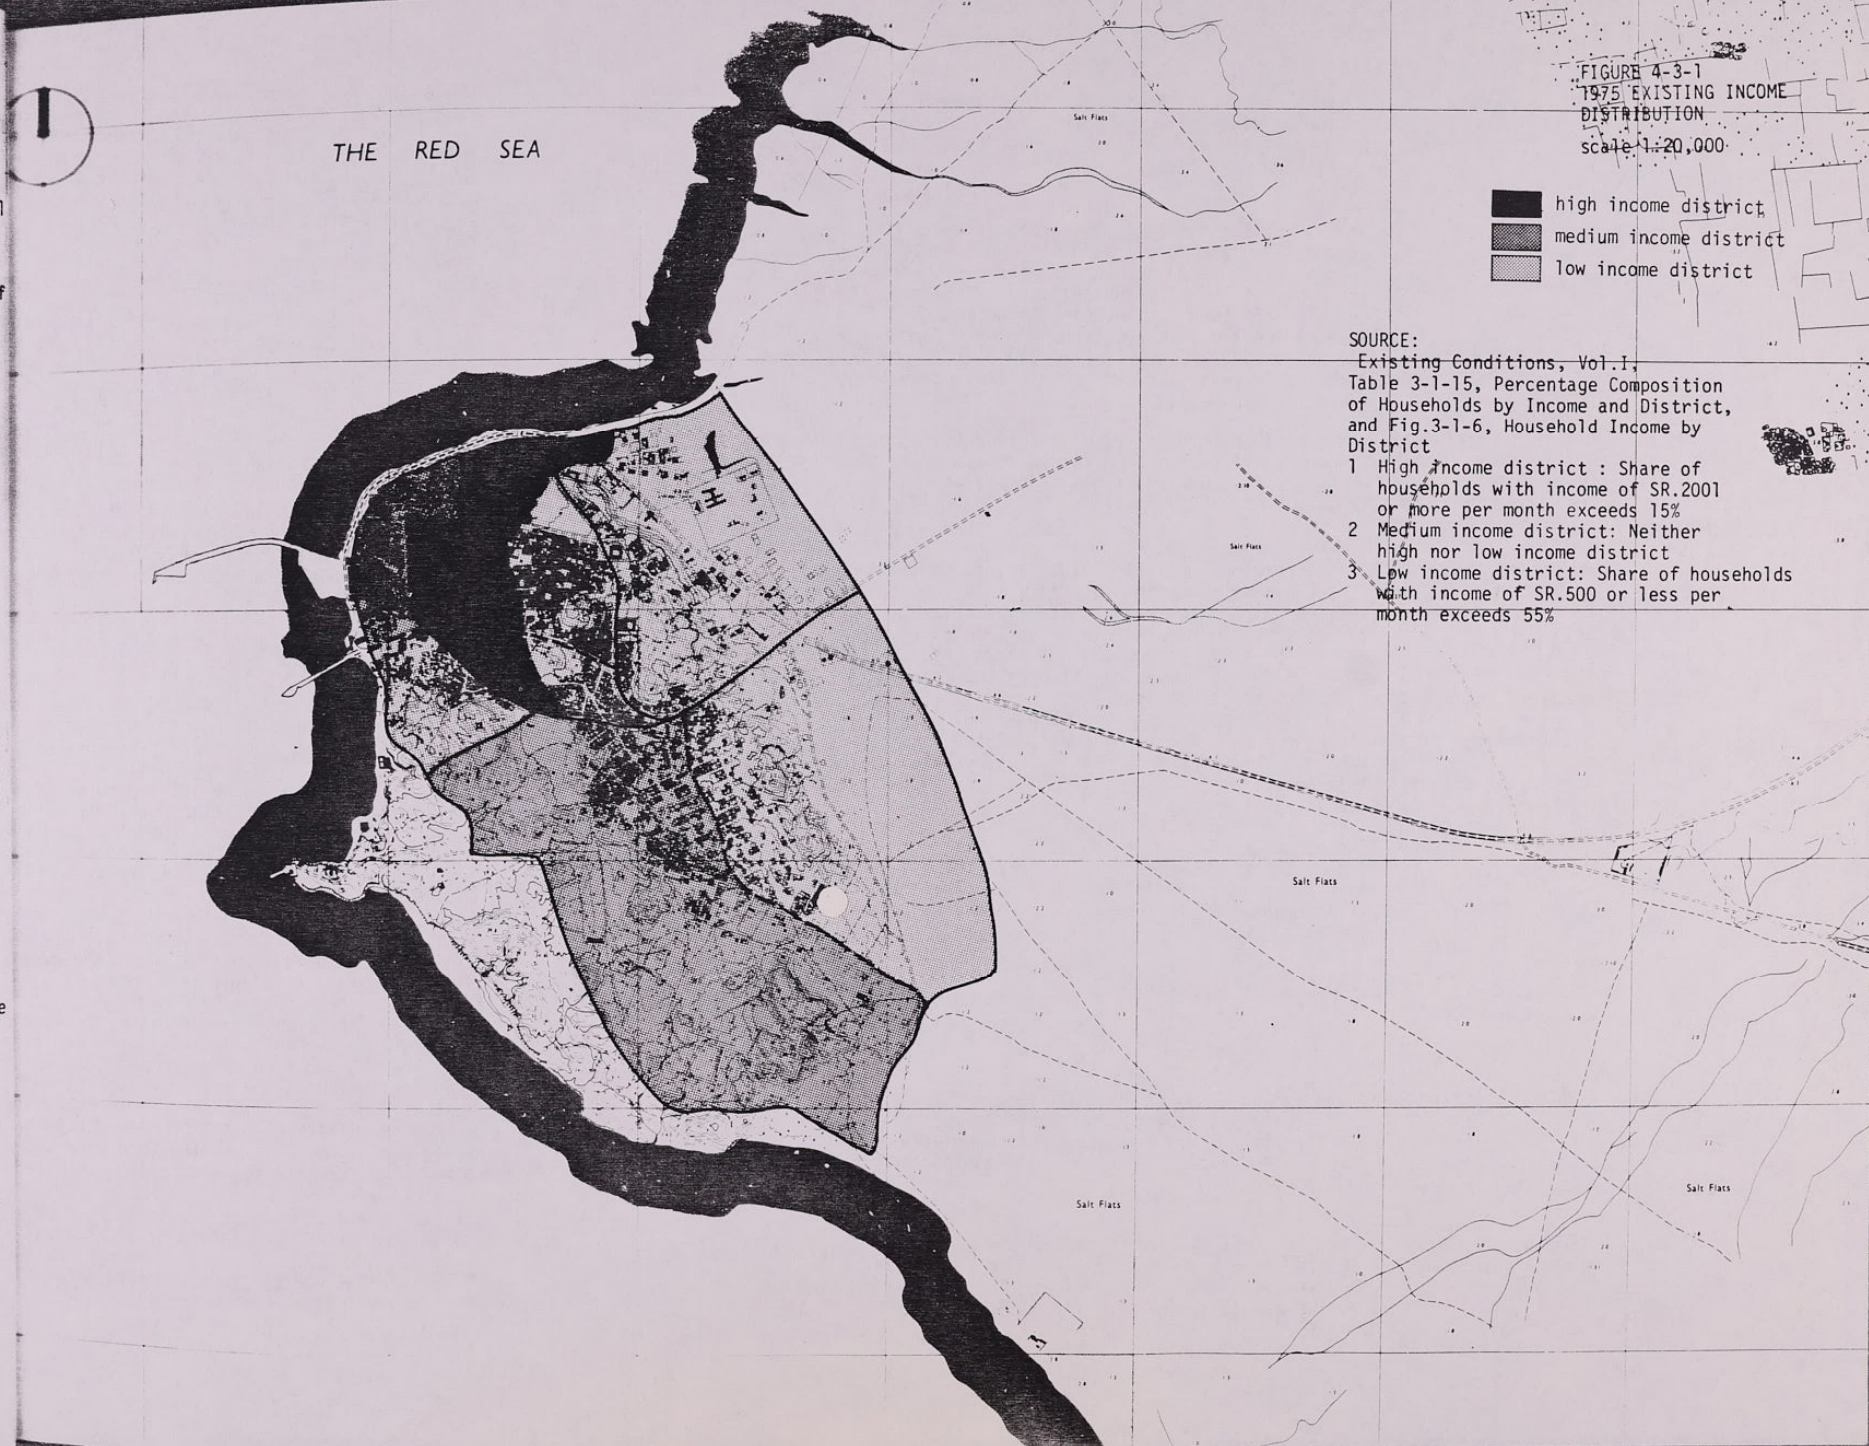 THE RED SEA
FIGURE 4-3-1
1975 EXISTING INCOME
DISTRIBUTION
scale 1:20,000
high income district
medium income district
low income district
SOURCE:
Existing Conditions, Vol.I,
Table 3-1-15, Percentage Composition
of Households by Income and District,
and Fig.3-1-6, Household Income by
District
1 High income district : Share of
households with income of SR.2001
or more per month exceeds 15%
2 Medium income district: Neither
high nor low income district
3 Low income district: Share of households
with income of SR.500 or less per
month exceeds 55%
Salt Flats
Salt Flats
Salt Flats
Salt Flats
Salt Flats